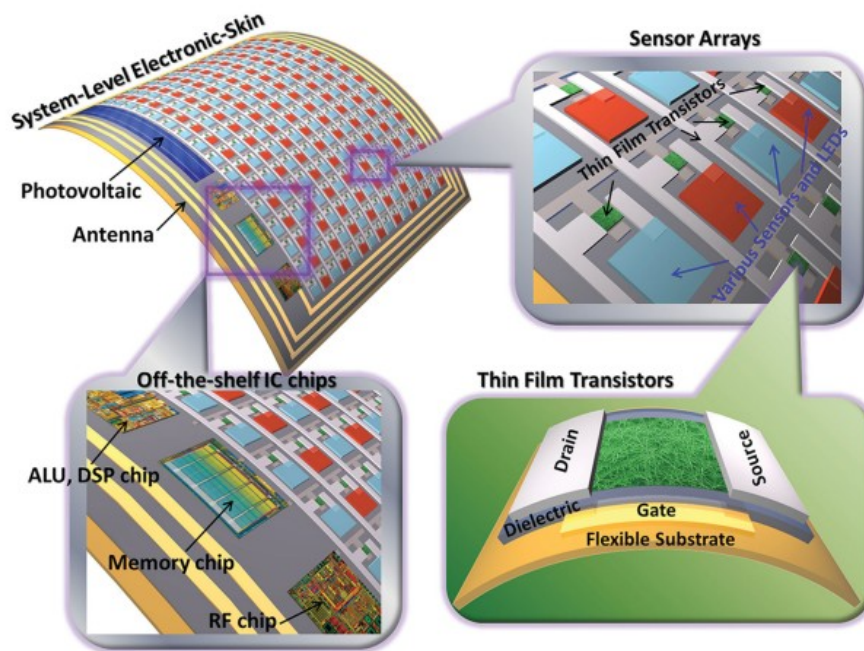 System-Level Electronic-Skin
Photovoltaic
Antenna
Sensor Arrays
Thin Film Transistors
Various Sensors and LEDs
Off-the-shelf IC chips
ALU, DSP chip
Memory chip
RF chip
Thin Film Transistors
Drain
Source
Dielectric
Gate
Flexible Substrate